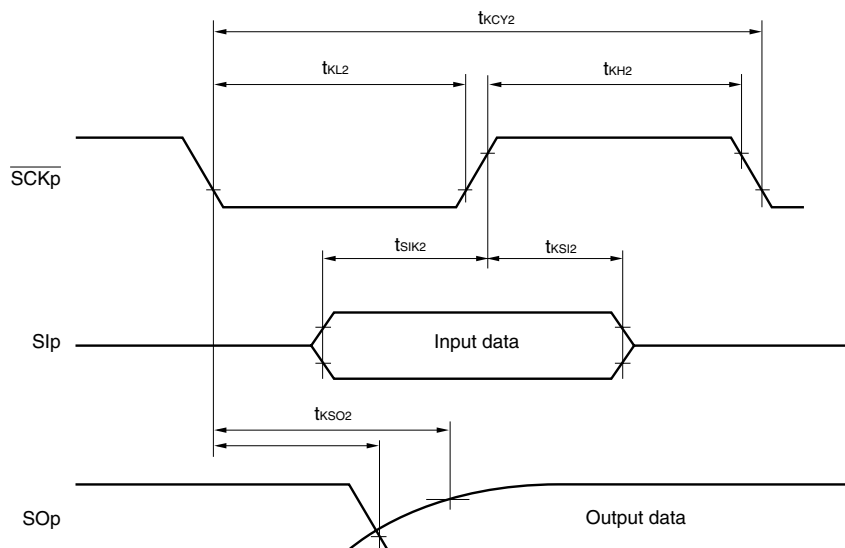 tKCY2
tKL2
tKH2
SCKp
tSIK2
tKSI2
SIp
Input data
tKSO2
SOp
Output data